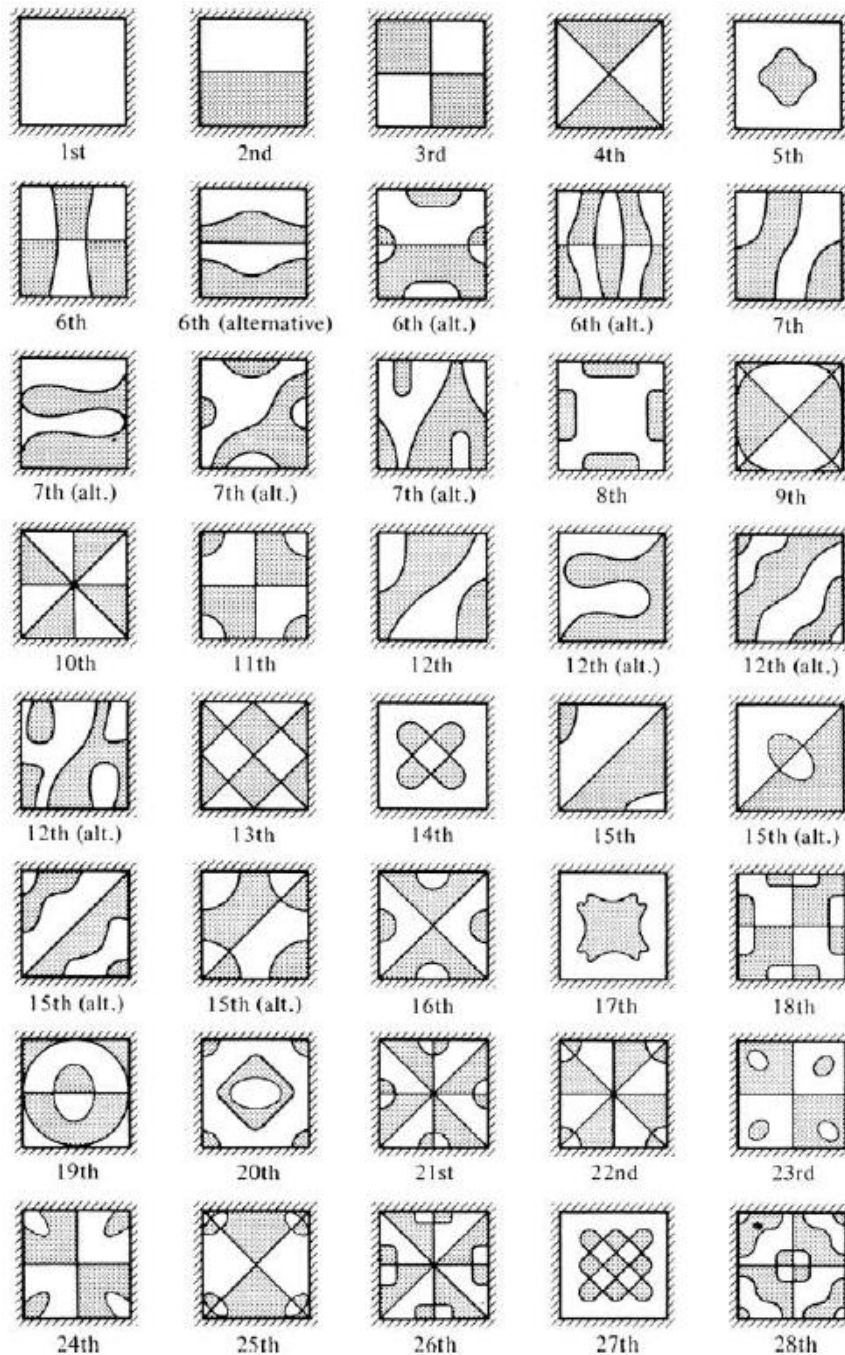 1st 2nd 3rd 4th 5th
6th 6th (alternative) 6th (alt.) 6th (alt.) 7th
7th (alt.) 7th (alt.) 7th (alt.) 8th 9th
10th 11th 12th 12th (alt.) 12th (alt.)
12th (alt.) 13th 14th 15th 15th (alt.)
15th (alt.) 15th (alt.) 16th 17th 18th
19th 20th 21st 22nd 23rd
24th 25th 26th 27th 28th